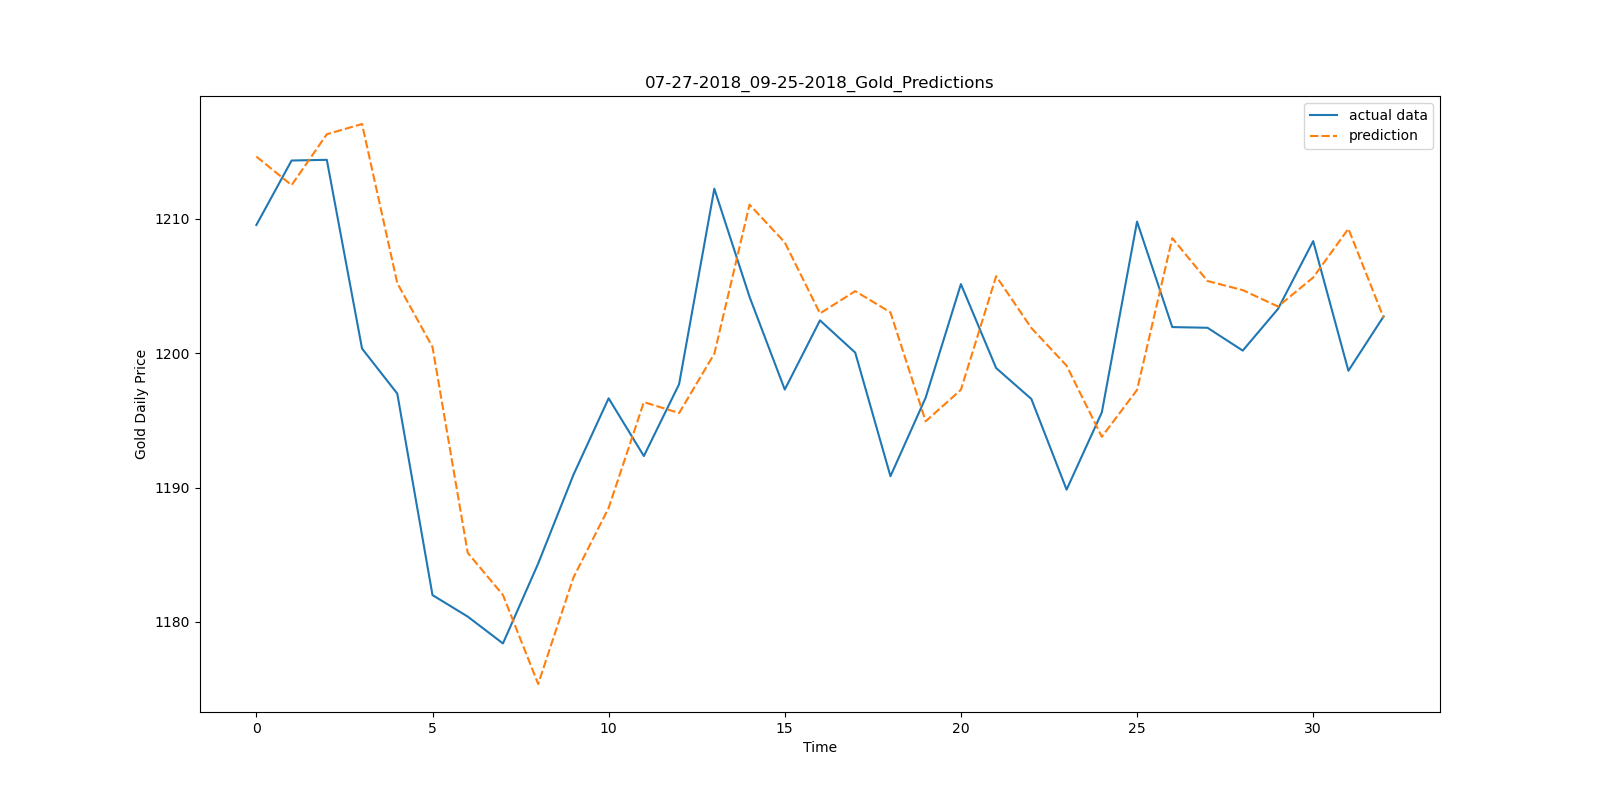 07-27-2018_09-25-2018_Gold_Predictions
actual data
prediction
Gold Daily Price
1210
1200
1190
1180
0 5 10 15 20 25 30
Time